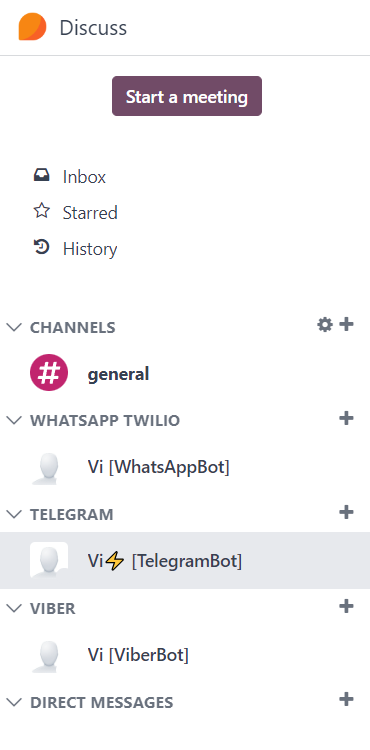 Discuss
Start a meeting
Inbox
Starred
History
CHANNELS
general
WHATSAPP TWILIO
Vi [WhatsAppBot]
TELEGRAM
Vi⚡ [TelegramBot]
VIBER
Vi [ViberBot]
DIRECT MESSAGES